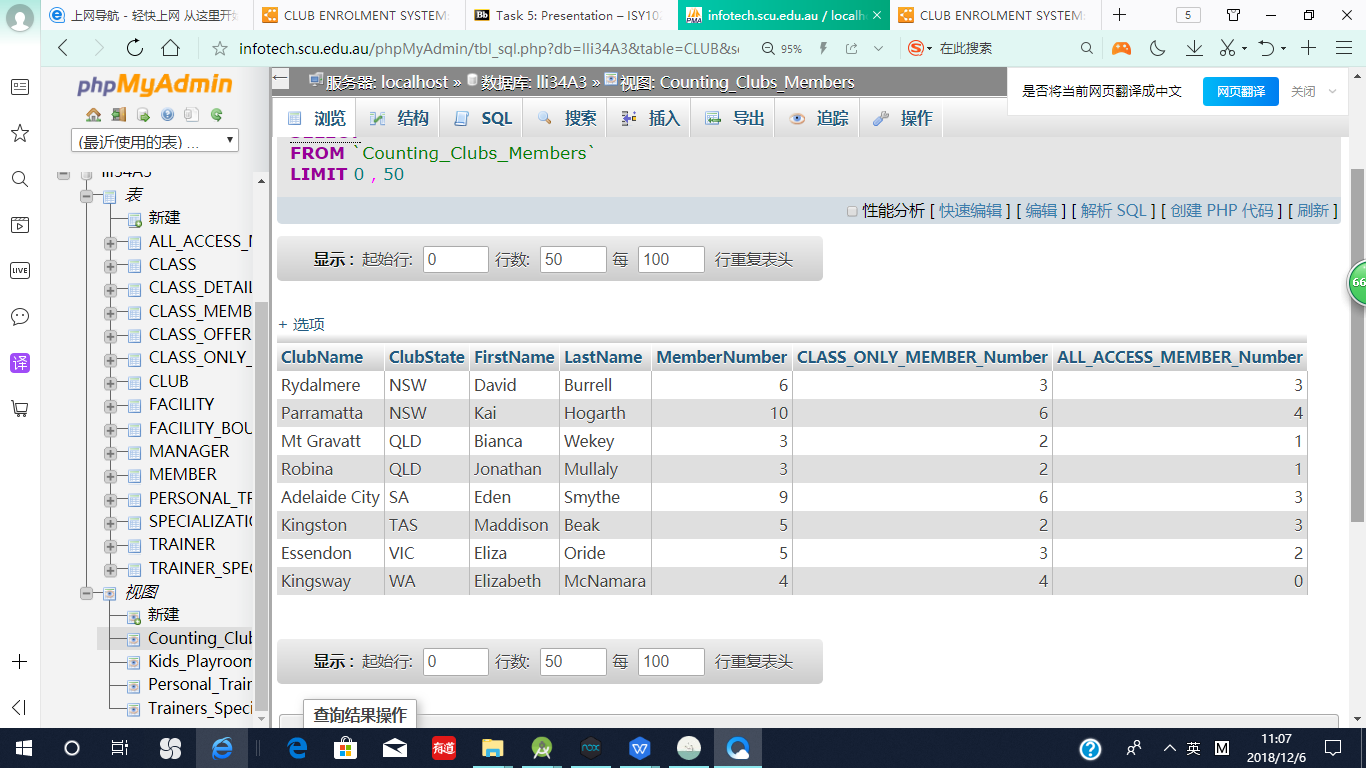 上网导航 - 轻快上网 从这里开始
CLUB ENROLMENT SYSTEM
Task 5: Presentation – ISY102
infotech.scu.edu.au / localh
CLUB ENROLMENT SYSTEM
5
infotech.scu.edu.au/phpMyAdmin/tbl_sql.php?db=lli34A3&table=CLUB&s
95%
在此搜索
phpMyAdmin
(最近使用的表) ...
服务器: localhost » 数据库: lli34A3 » 视图: Counting_Clubs_Members
是否将当前网页翻译成中文
网页翻译
关闭
浏览 结构 SQL 搜索 插入 导出 追踪 操作
FROM `Counting_Clubs_Members`
LIMIT 0 , 50
性能分析 [ 快速编辑 ] [ 编辑 ] [ 解析 SQL ] [ 创建 PHP 代码 ] [ 刷新 ]
显示 : 起始行: 0 行数: 50 每 100 行重复表头
+ 选项
ClubName ClubState FirstName LastName MemberNumber CLASS_ONLY_MEMBER_Number ALL_ACCESS_MEMBER_Number
Rydalmere NSW David Burrell 6 3 3
Parramatta NSW Kai Hogarth 10 6 4
Mt Gravatt QLD Bianca Wekey 3 2 1
Robina QLD Jonathan Mullaly 3 2 1
Adelaide City SA Eden Smythe 9 6 3
Kingston TAS Maddison Beak 5 2 3
Essendon VIC Eliza Oride 5 3 2
Kingsway WA Elizabeth McNamara 4 4 0
显示 : 起始行: 0 行数: 50 每 100 行重复表头
查询结果操作
lli34A3
表
新建
ALL_ACCESS_M
CLASS
CLASS_DETAIL
CLASS_MEMB
CLASS_OFFER
CLASS_ONLY_
CLUB
FACILITY
FACILITY_BOU
MANAGER
MEMBER
PERSONAL_TR
SPECIALIZATIO
TRAINER
TRAINER_SPEC
视图
新建
Counting_Club
Kids_Playroom
Personal_Train
Trainers_Speci
LIVE
译
66
有道
英
M
11:07
2018/12/6